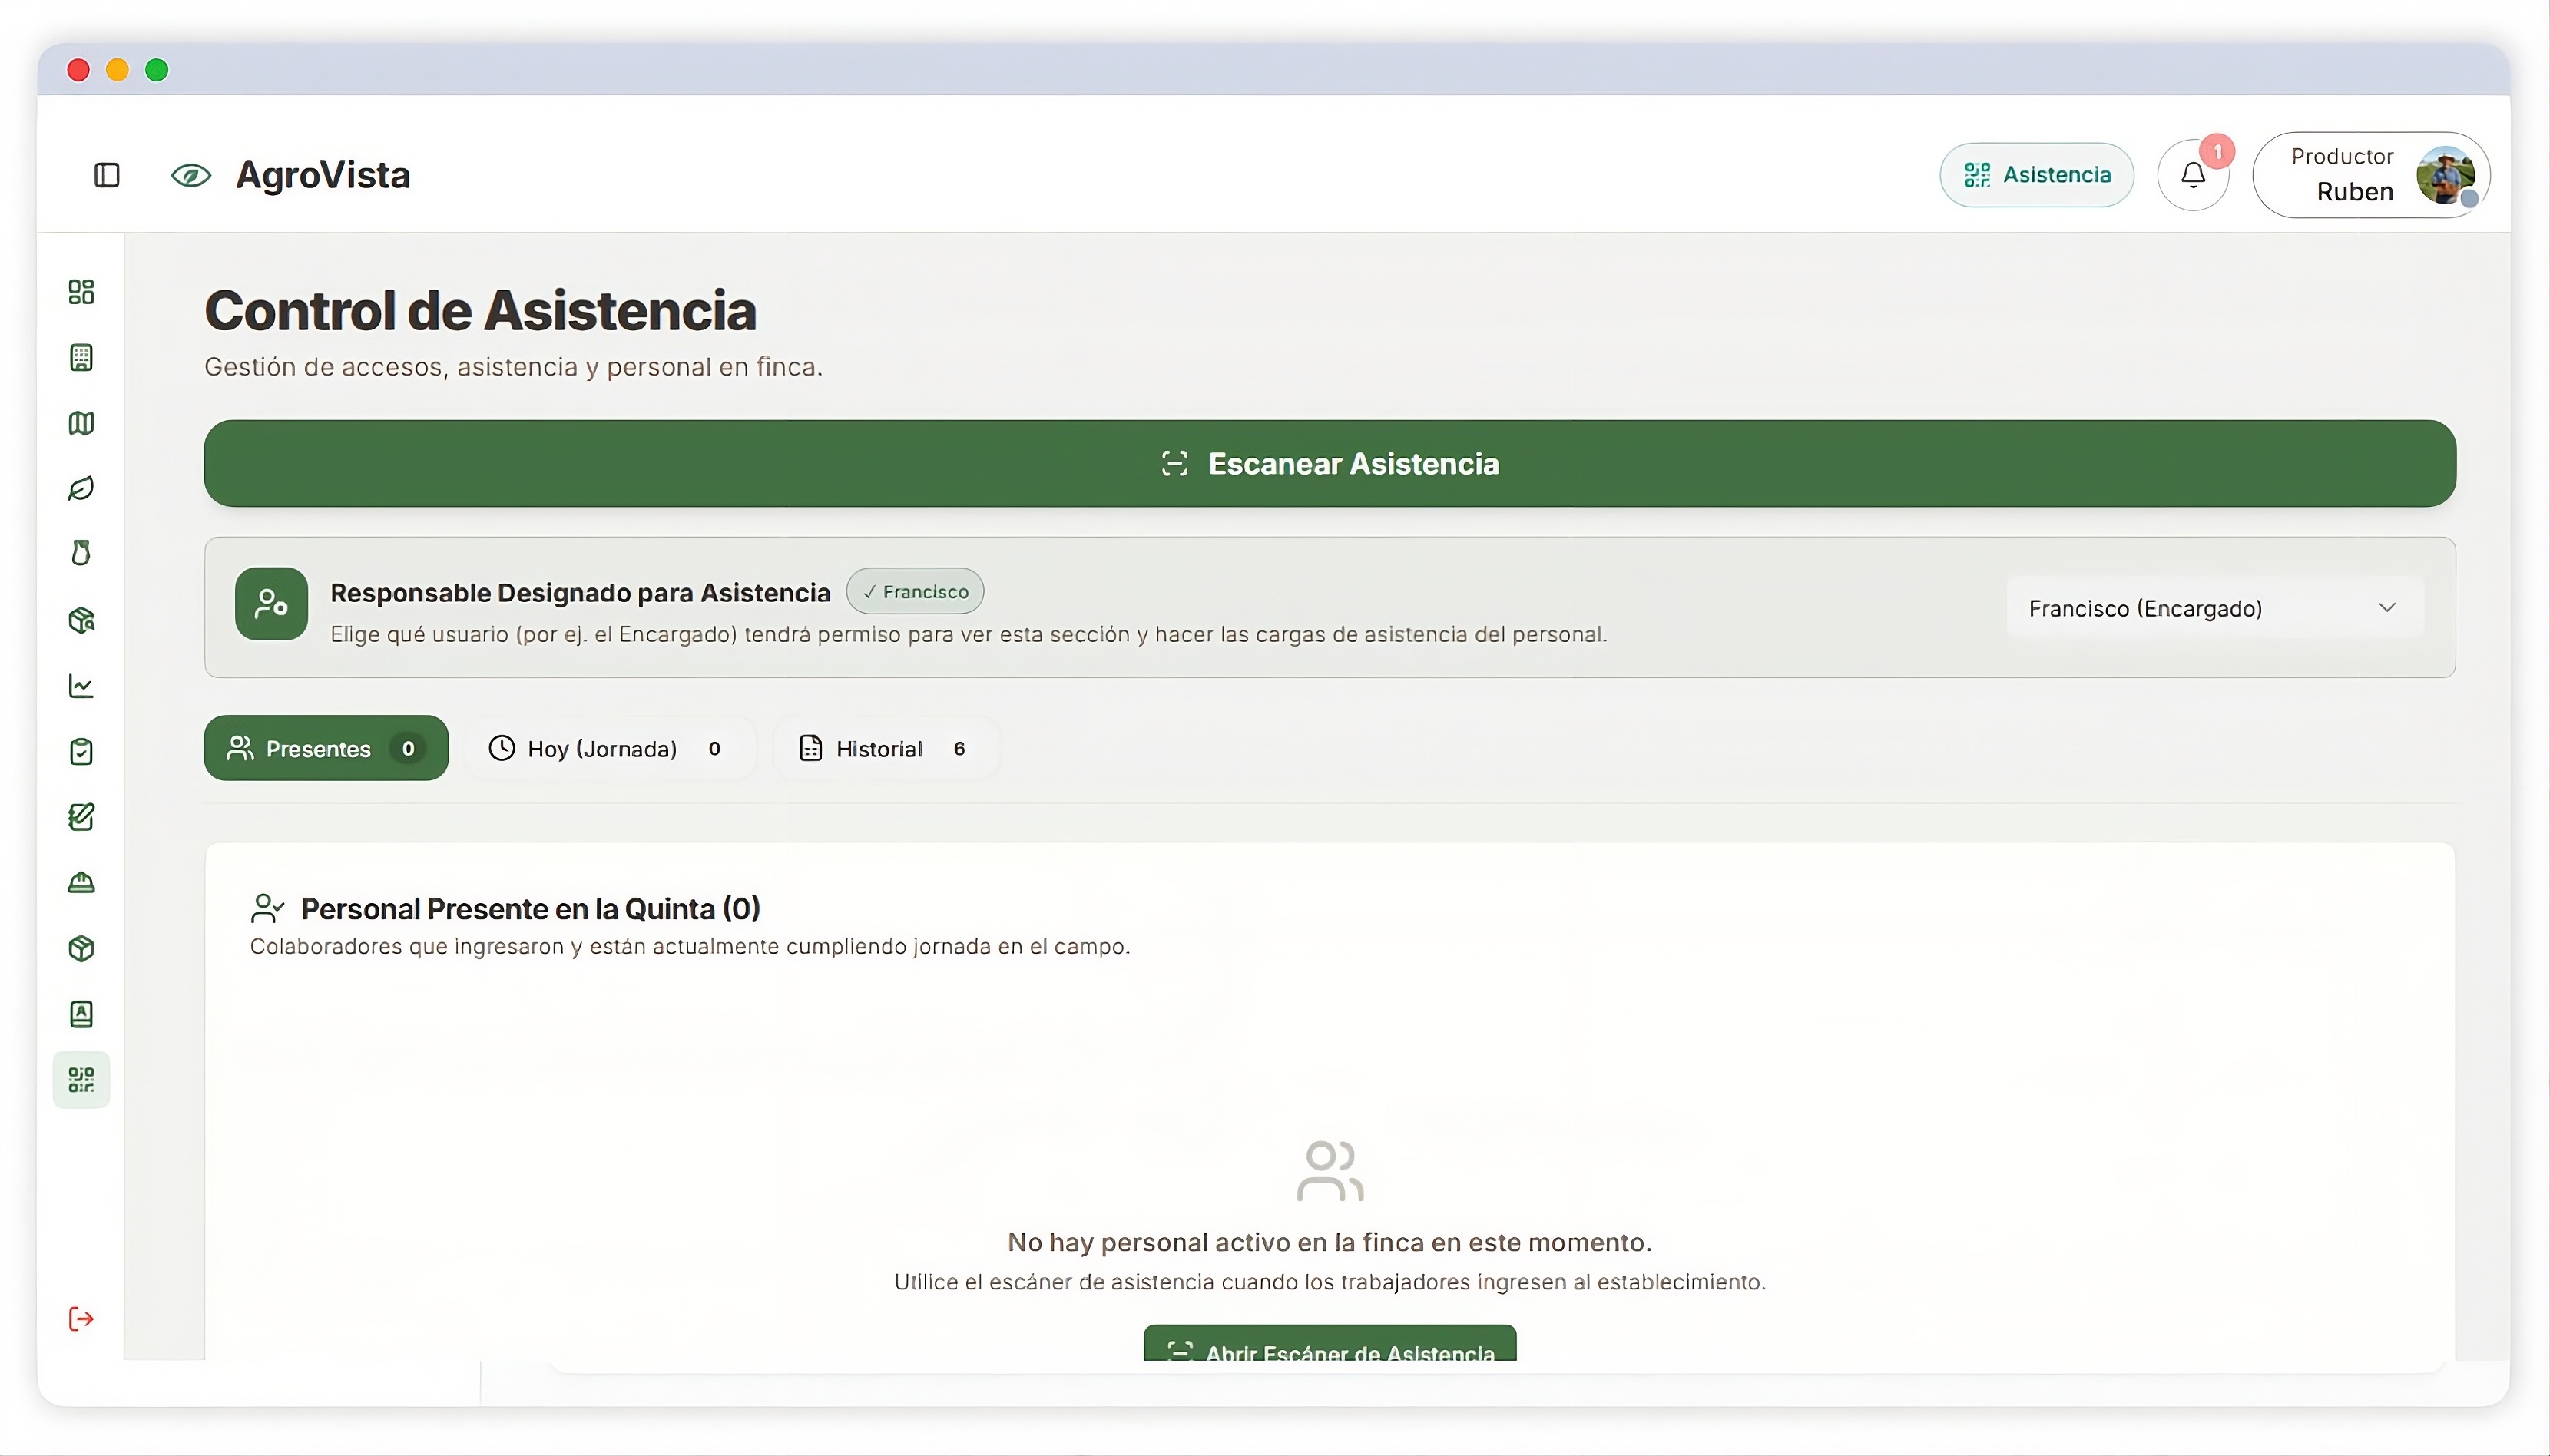 AgroVista
Asistencia
1
Productor
Ruben
Control de Asistencia
Gestión de accesos, asistencia y personal en finca.
Escanear Asistencia
Responsable Designado para Asistencia ✓ Francisco
Elige qué usuario (por ej. el Encargado) tendrá permiso para ver esta sección y hacer las cargas de asistencia del personal.
Francisco (Encargado)
Presentes 0
Hoy (Jornada) 0
Historial 6
Personal Presente en la Quinta (0)
Colaboradores que ingresaron y están actualmente cumpliendo jornada en el campo.
No hay personal activo en la finca en este momento.
Utilice el escáner de asistencia cuando los trabajadores ingresen al establecimiento.
Abrir Escáner de Asistencia